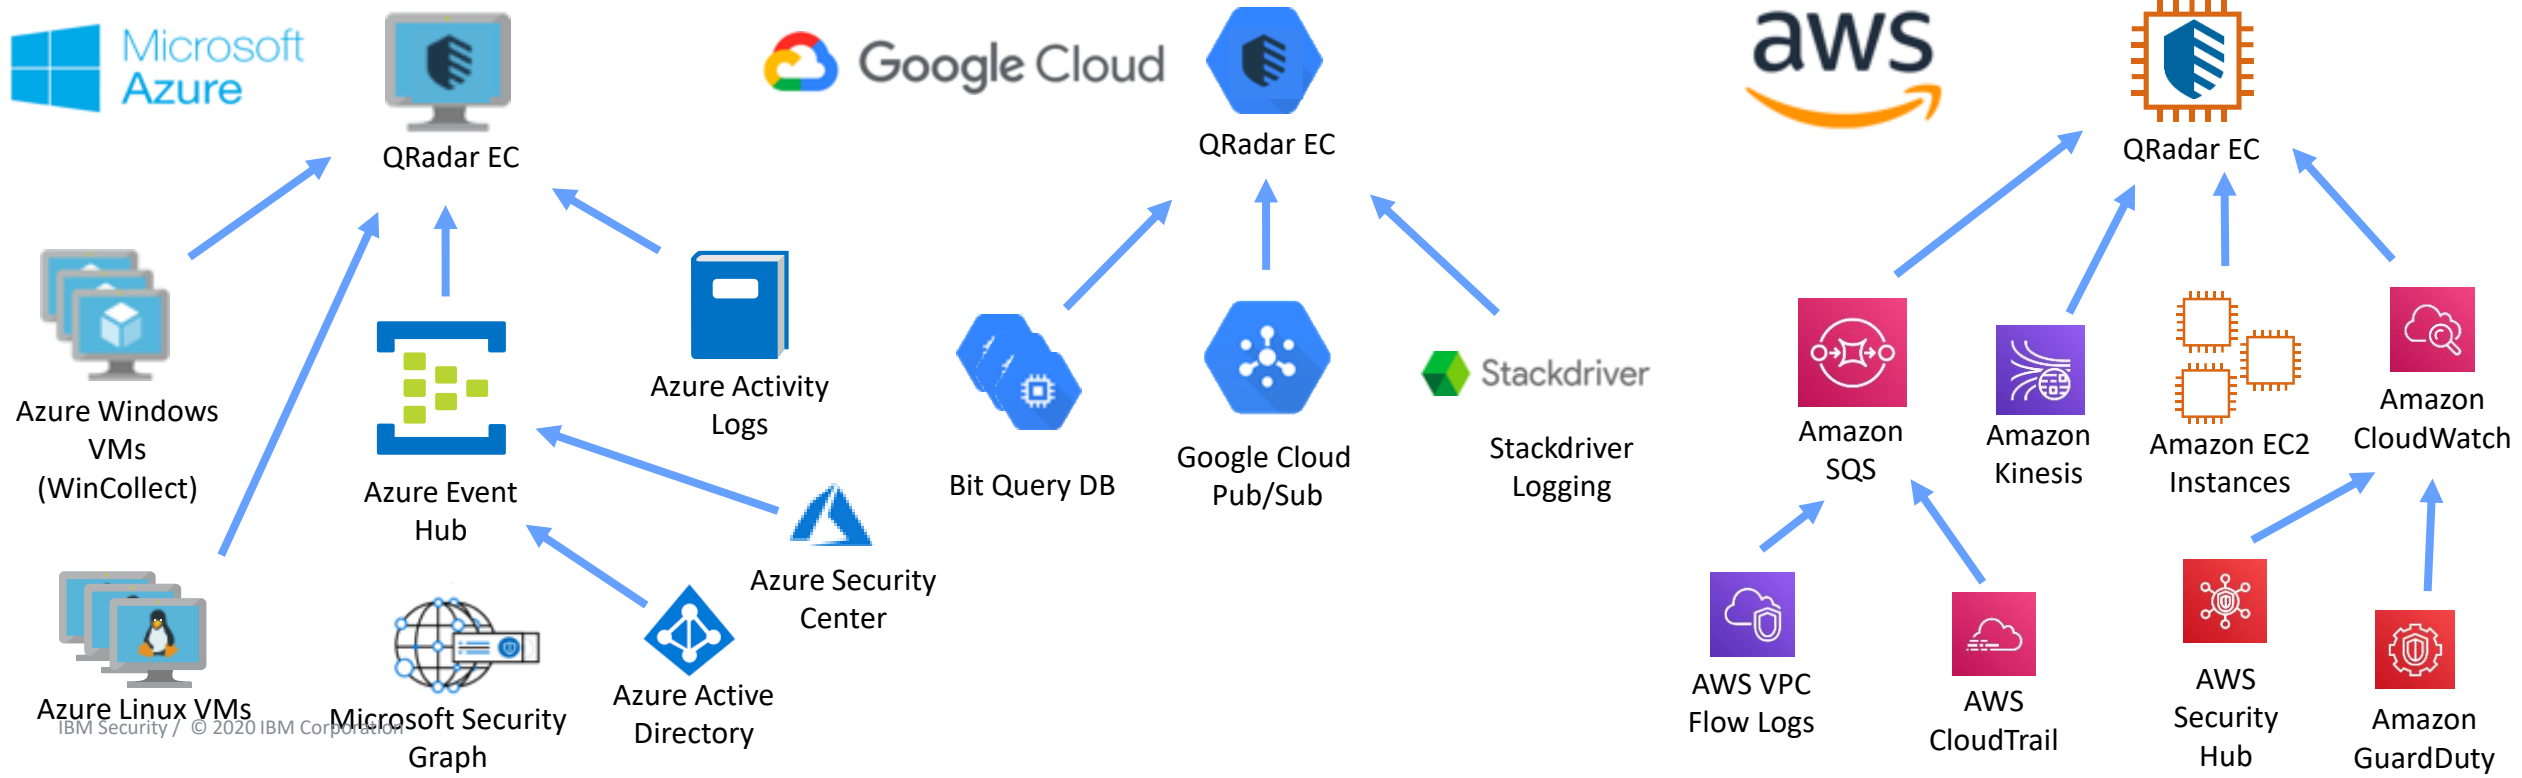 Microsoft
Azure
QRadar EC
Azure Windows
VMs
(WinCollect)
Azure Event
Hub
Azure Activity
Logs
Azure Security
Center
Azure Linux VMs
Microsoft Security
Graph
Azure Active
Directory
IBM Security / © 2020 IBM Corporation
Google Cloud
QRadar EC
Bit Query DB
Google Cloud
Pub/Sub
Stackdriver
Stackdriver
Logging
aws
QRadar EC
Amazon
SQS
Amazon
Kinesis
Amazon EC2
Instances
Amazon
CloudWatch
AWS VPC
Flow Logs
AWS
CloudTrail
AWS
Security
Hub
Amazon
GuardDuty